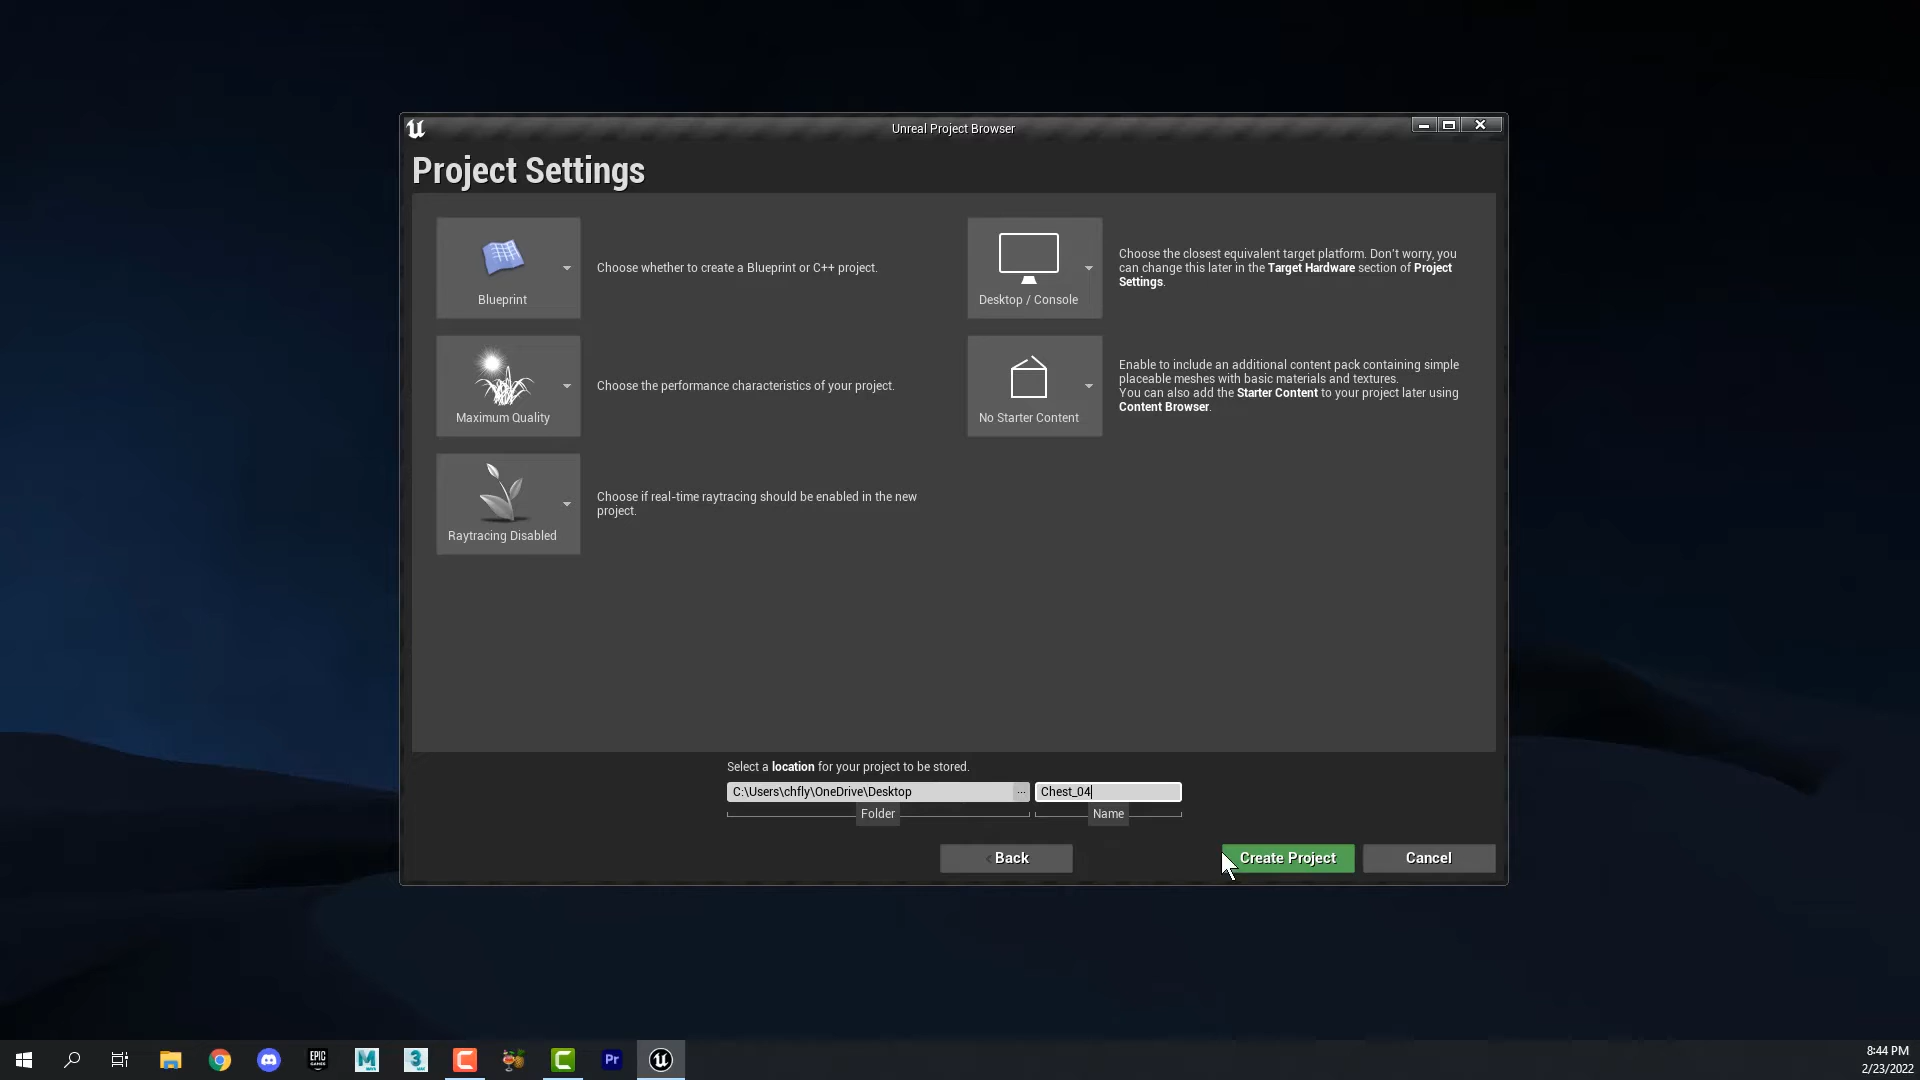 Unreal Project Browser
Project Settings
Blueprint
Choose whether to create a Blueprint or C++ project.
Desktop / Console
Choose the closest equivalent target platform. Don't worry, you
can change this later in the Target Hardware section of Project
Settings.
Maximum Quality
Choose the performance characteristics of your project.
No Starter Content
Enable to include an additional content pack containing simple
placeable meshes with basic materials and textures.
You can also add the Starter Content to your project later using
Content Browser.
Raytracing Disabled
Choose if real-time raytracing should be enabled in the new
project.
Select a location for your project to be stored.
C:\Users\chfly\OneDrive\Desktop
...
Chest_04
Folder
Name
Back
Create Project
Cancel
EPIC
GAMES
M
3
C
C
Pr
8:44 PM
2/23/2022